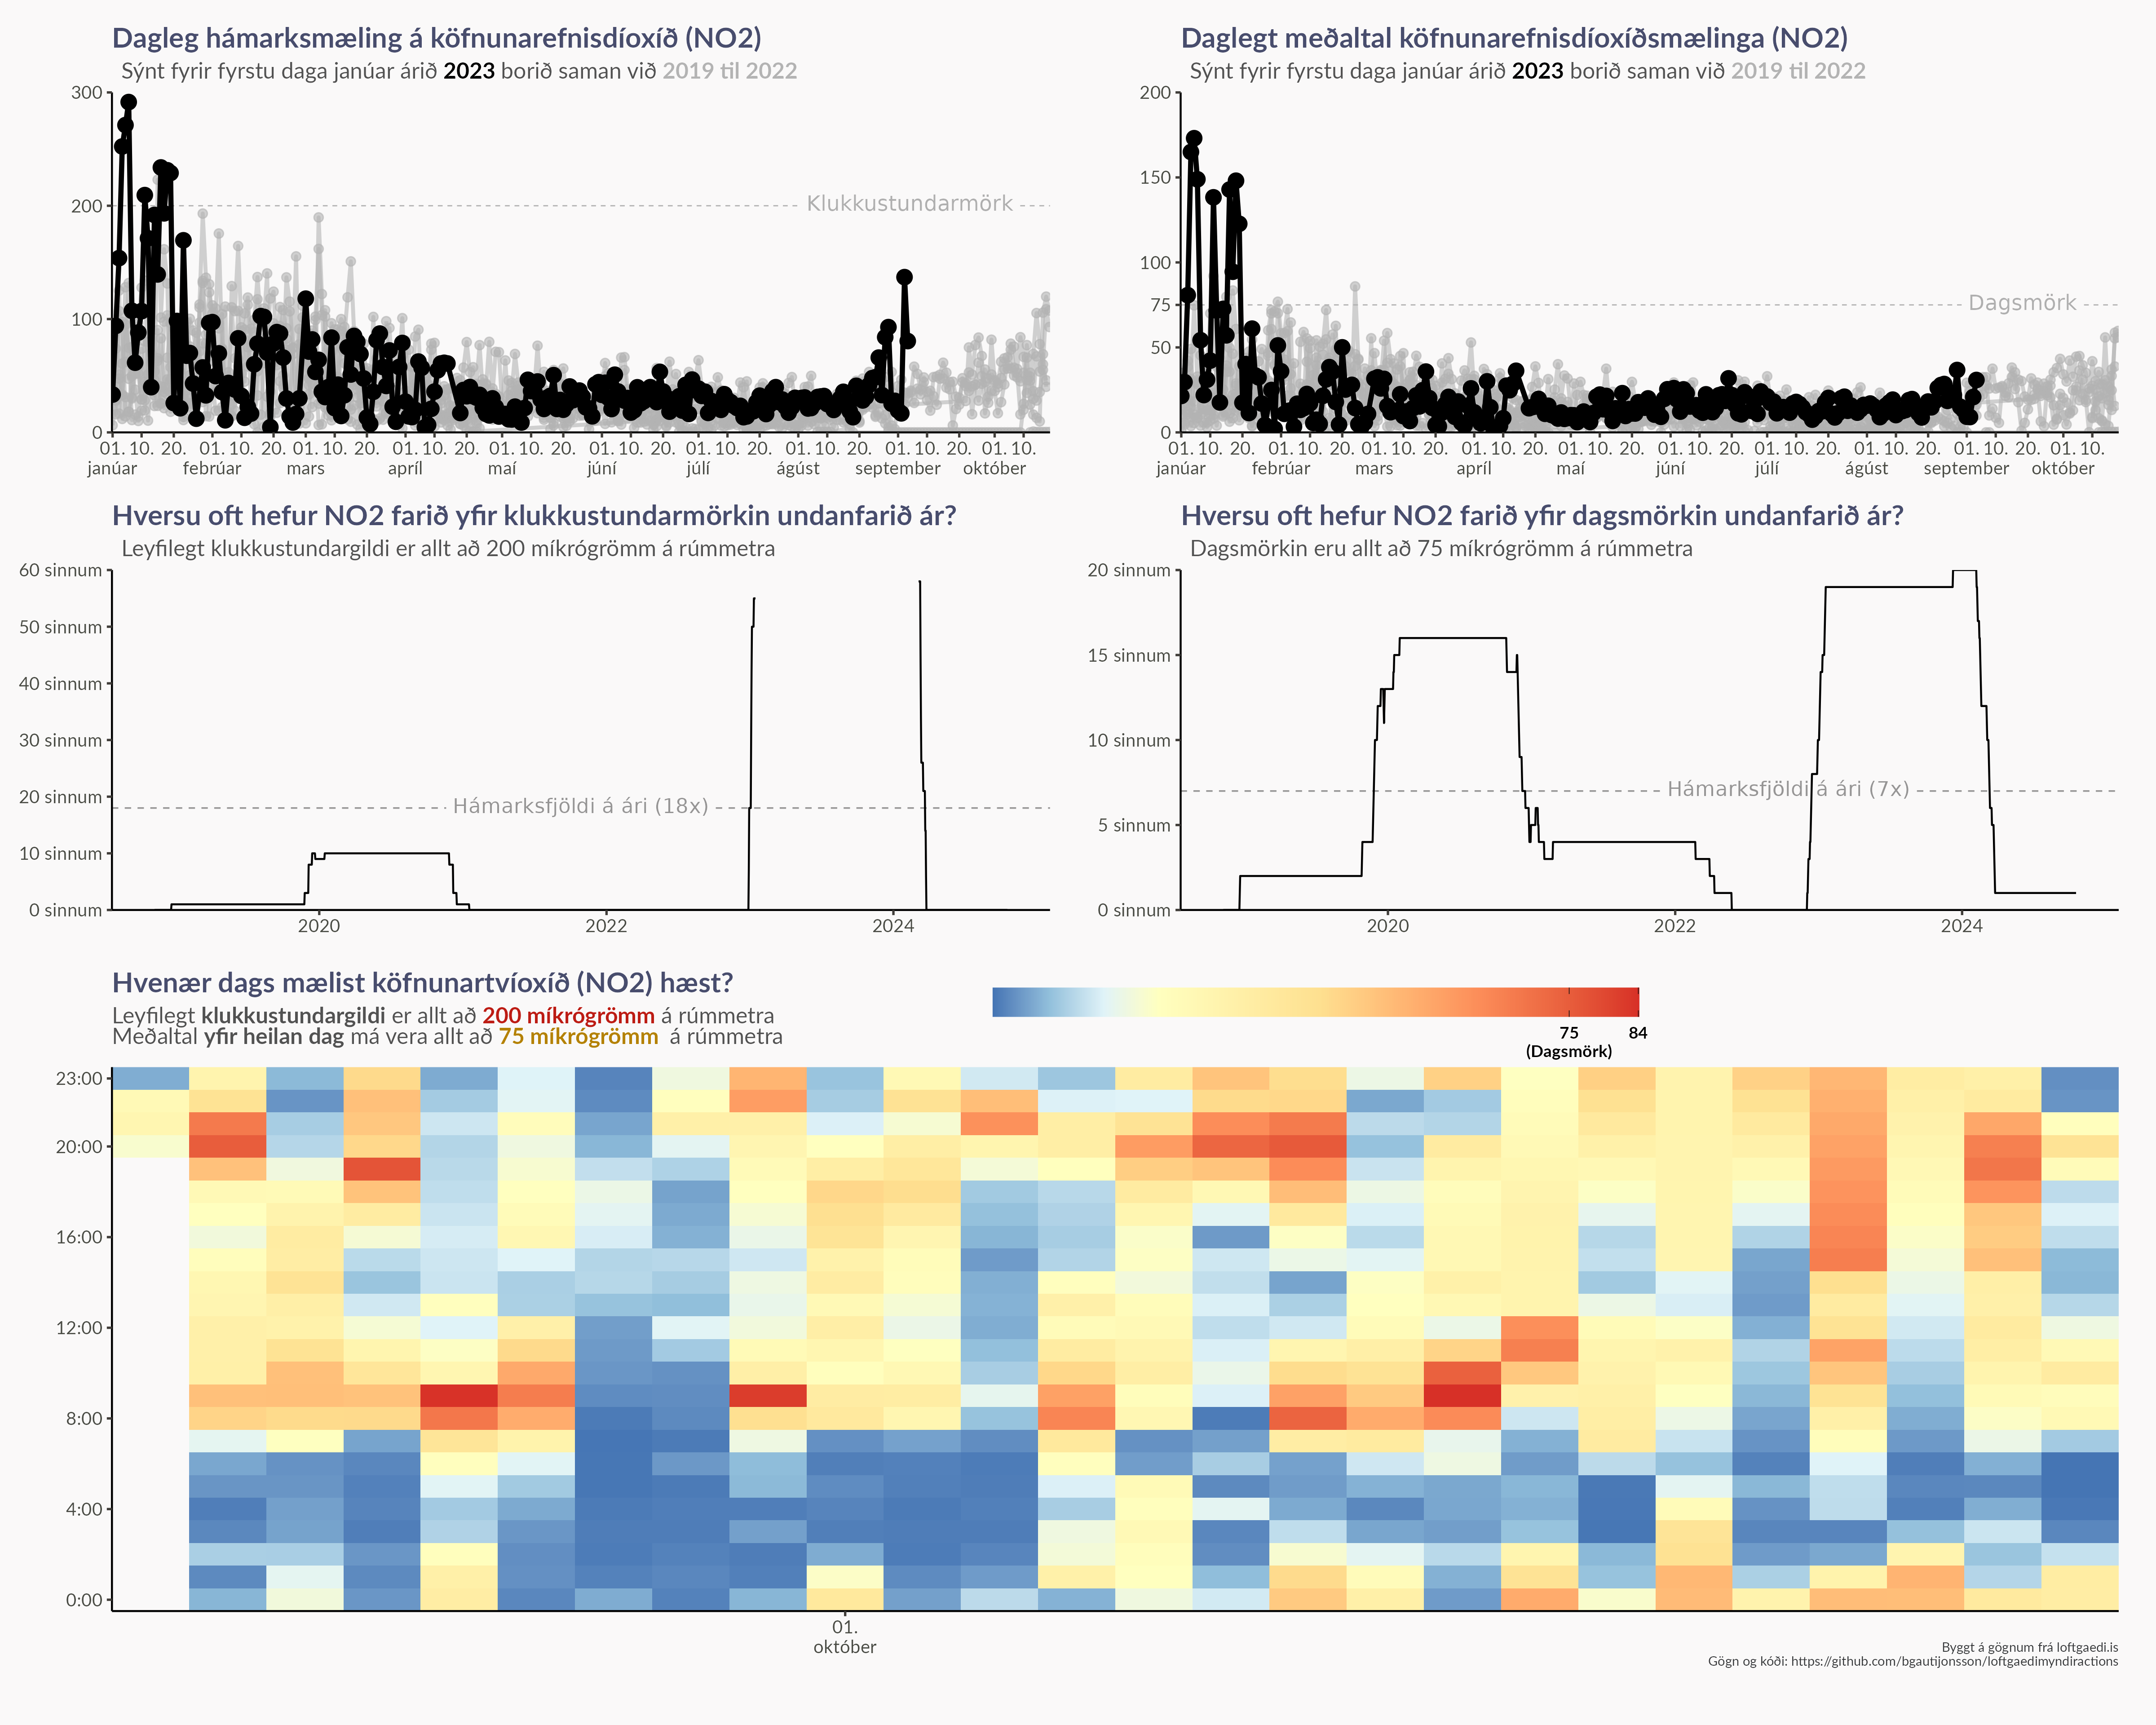 Dagleg hámarksmæling á köfnunarefnisdíoxíð (NO2)
Sýnt fyrir fyrstu daga janúar árið 2023 borið saman við 2019 til 2022
300
200
100
0
Klukkustundarmörk
01. 10. 20. 01. 10. 20. 01. 10. 20. 01. 10. 20. 01. 10. 20. 01. 10. 20. 01. 10. 20. 01. 10. 20. 01. 10. 20. 01. 10.
janúar febrúar mars apríl maí júní júlí ágúst september október
Daglegt meðaltal köfnunarefnisdíoxíðsmælinga (NO2)
Sýnt fyrir fyrstu daga janúar árið 2023 borið saman við 2019 til 2022
200
150
100
75
50
0
Dagsmörk
01. 10. 20. 01. 10. 20. 01. 10. 20. 01. 10. 20. 01. 10. 20. 01. 10. 20. 01. 10. 20. 01. 10. 20. 01. 10. 20. 01. 10.
janúar febrúar mars apríl maí júní júlí ágúst september október
Hversu oft hefur NO2 farið yfir klukkustundarmörkin undanfarið ár?
Leyfilegt klukkustundargildi er allt að 200 míkrógrömm á rúmmetra
60 sinnum
50 sinnum
40 sinnum
30 sinnum
20 sinnum
10 sinnum
0 sinnum
Hámarksfjöldi á ári (18x)
2020 2022 2024
Hversu oft hefur NO2 farið yfir dagsmörkin undanfarið ár?
Dagsmörkin eru allt að 75 míkrógrömm á rúmmetra
20 sinnum
15 sinnum
10 sinnum
5 sinnum
0 sinnum
Hámarksfjöldi á ári (7x)
2020 2022 2024
Hvenær dags mælist köfnunartvíoxíð (NO2) hæst?
Leyfilegt klukkustundargildi er allt að 200 míkrógrömm á rúmmetra
Meðaltal yfir heilan dag má vera allt að 75 míkrógrömm á rúmmetra
75 84
(Dagsmörk)
23:00
20:00
16:00
12:00
8:00
4:00
0:00
01.
október
Byggt á gögnum frá loftgaedi.is
Gögn og kóði: https://github.com/bgautijonsson/loftgaedimyndiractions